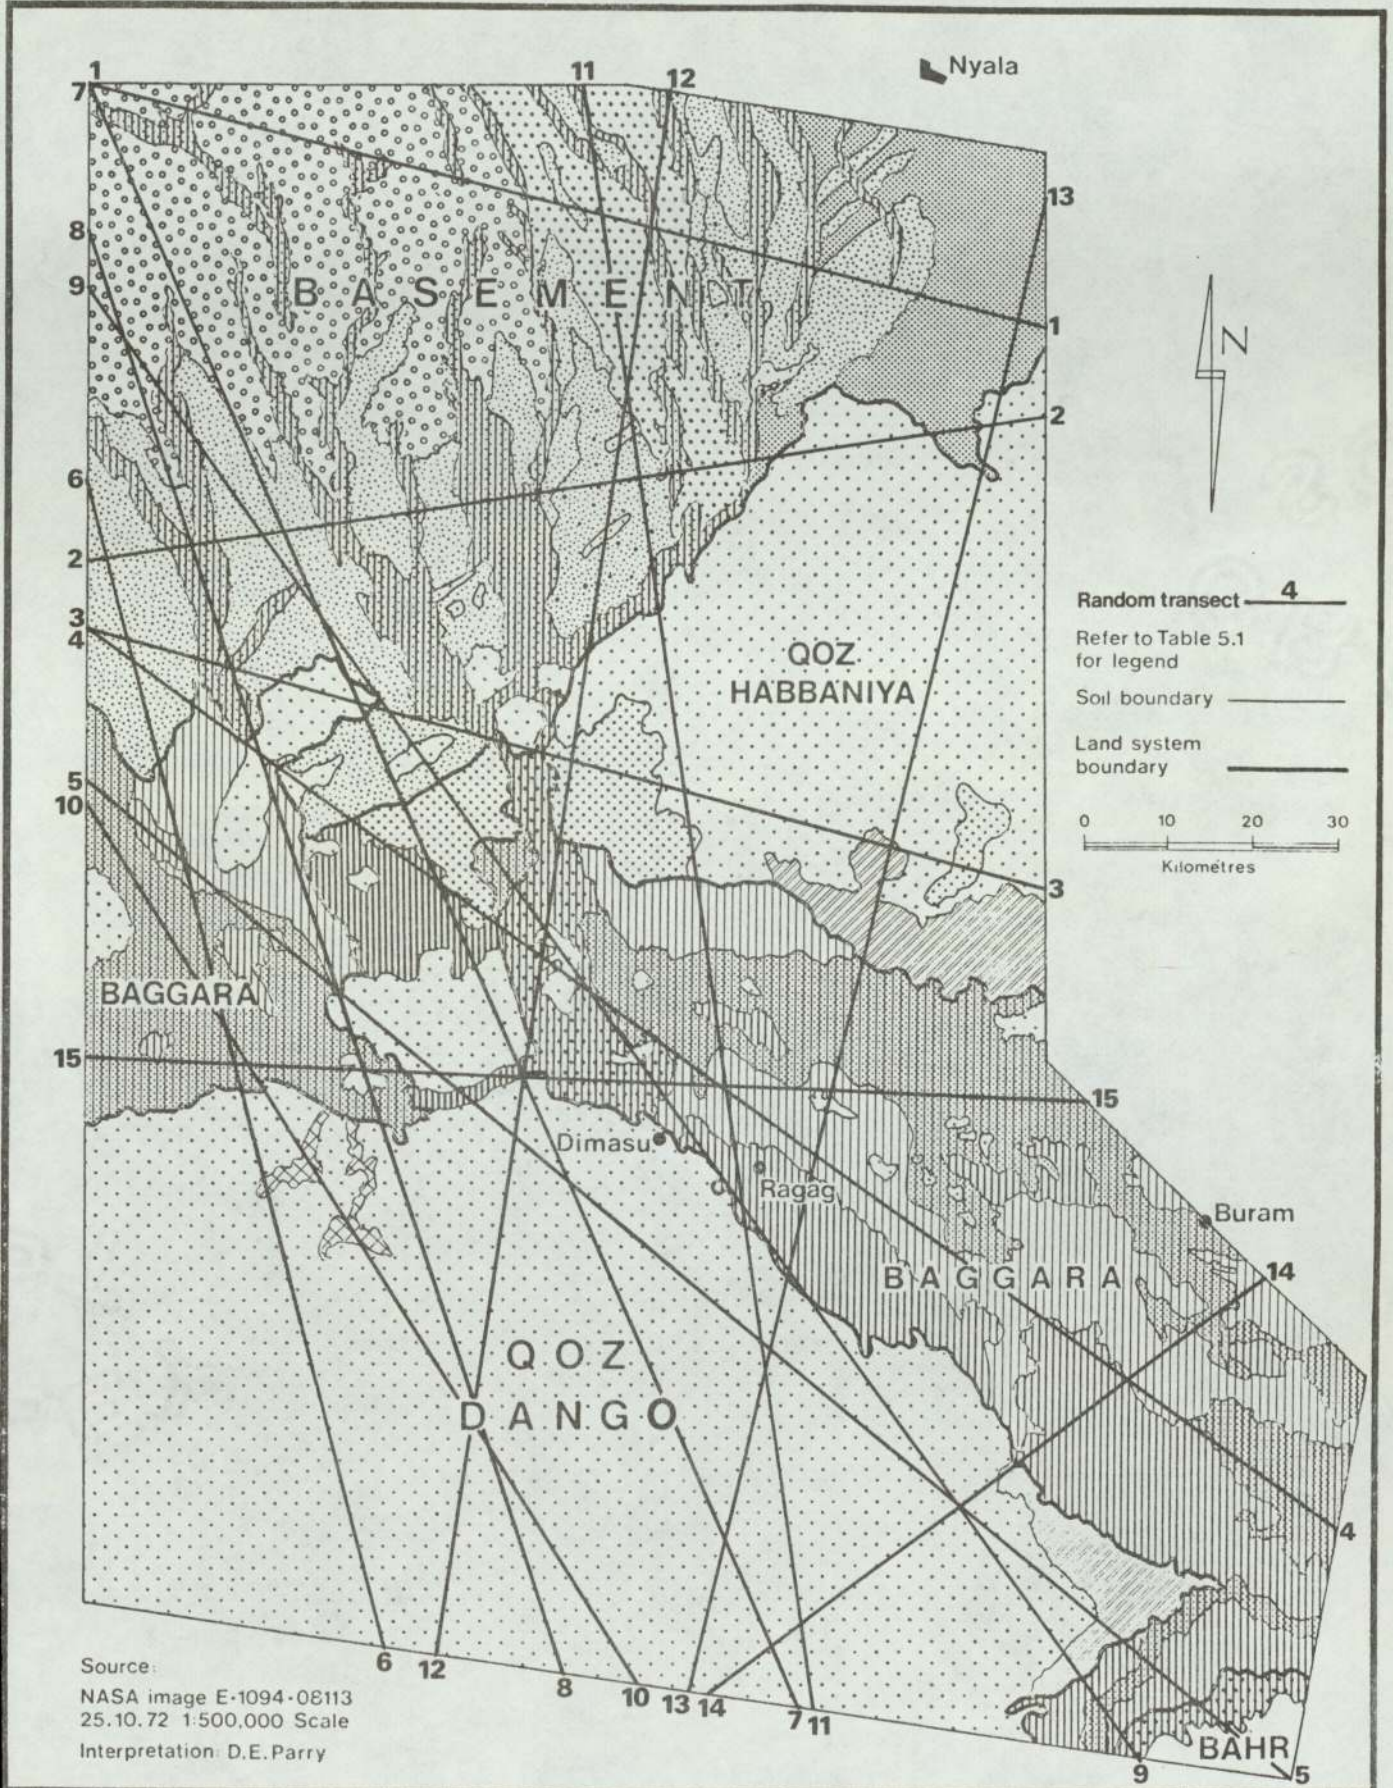 Nyala
1
11
12
7
13
8
9
BASEMENT
1
N
2
6
2
3
4
Random transect 4
Refer to Table 5.1
for legend
QOZ
HABBANIYA
Soil boundary
Land system
boundary
5
10
0 10 20 30
Kilometres
3
BAGGARA
15
15
Dimasu
Ragag
Buram
BAGGARA
14
QOZ
DANGO
4
6
12
8
10
13
14
7
11
BAHR
9
5
Source:
NASA image E-1094-08113
25.10.72 1:500,000 Scale
Interpretation: D.E. Parry